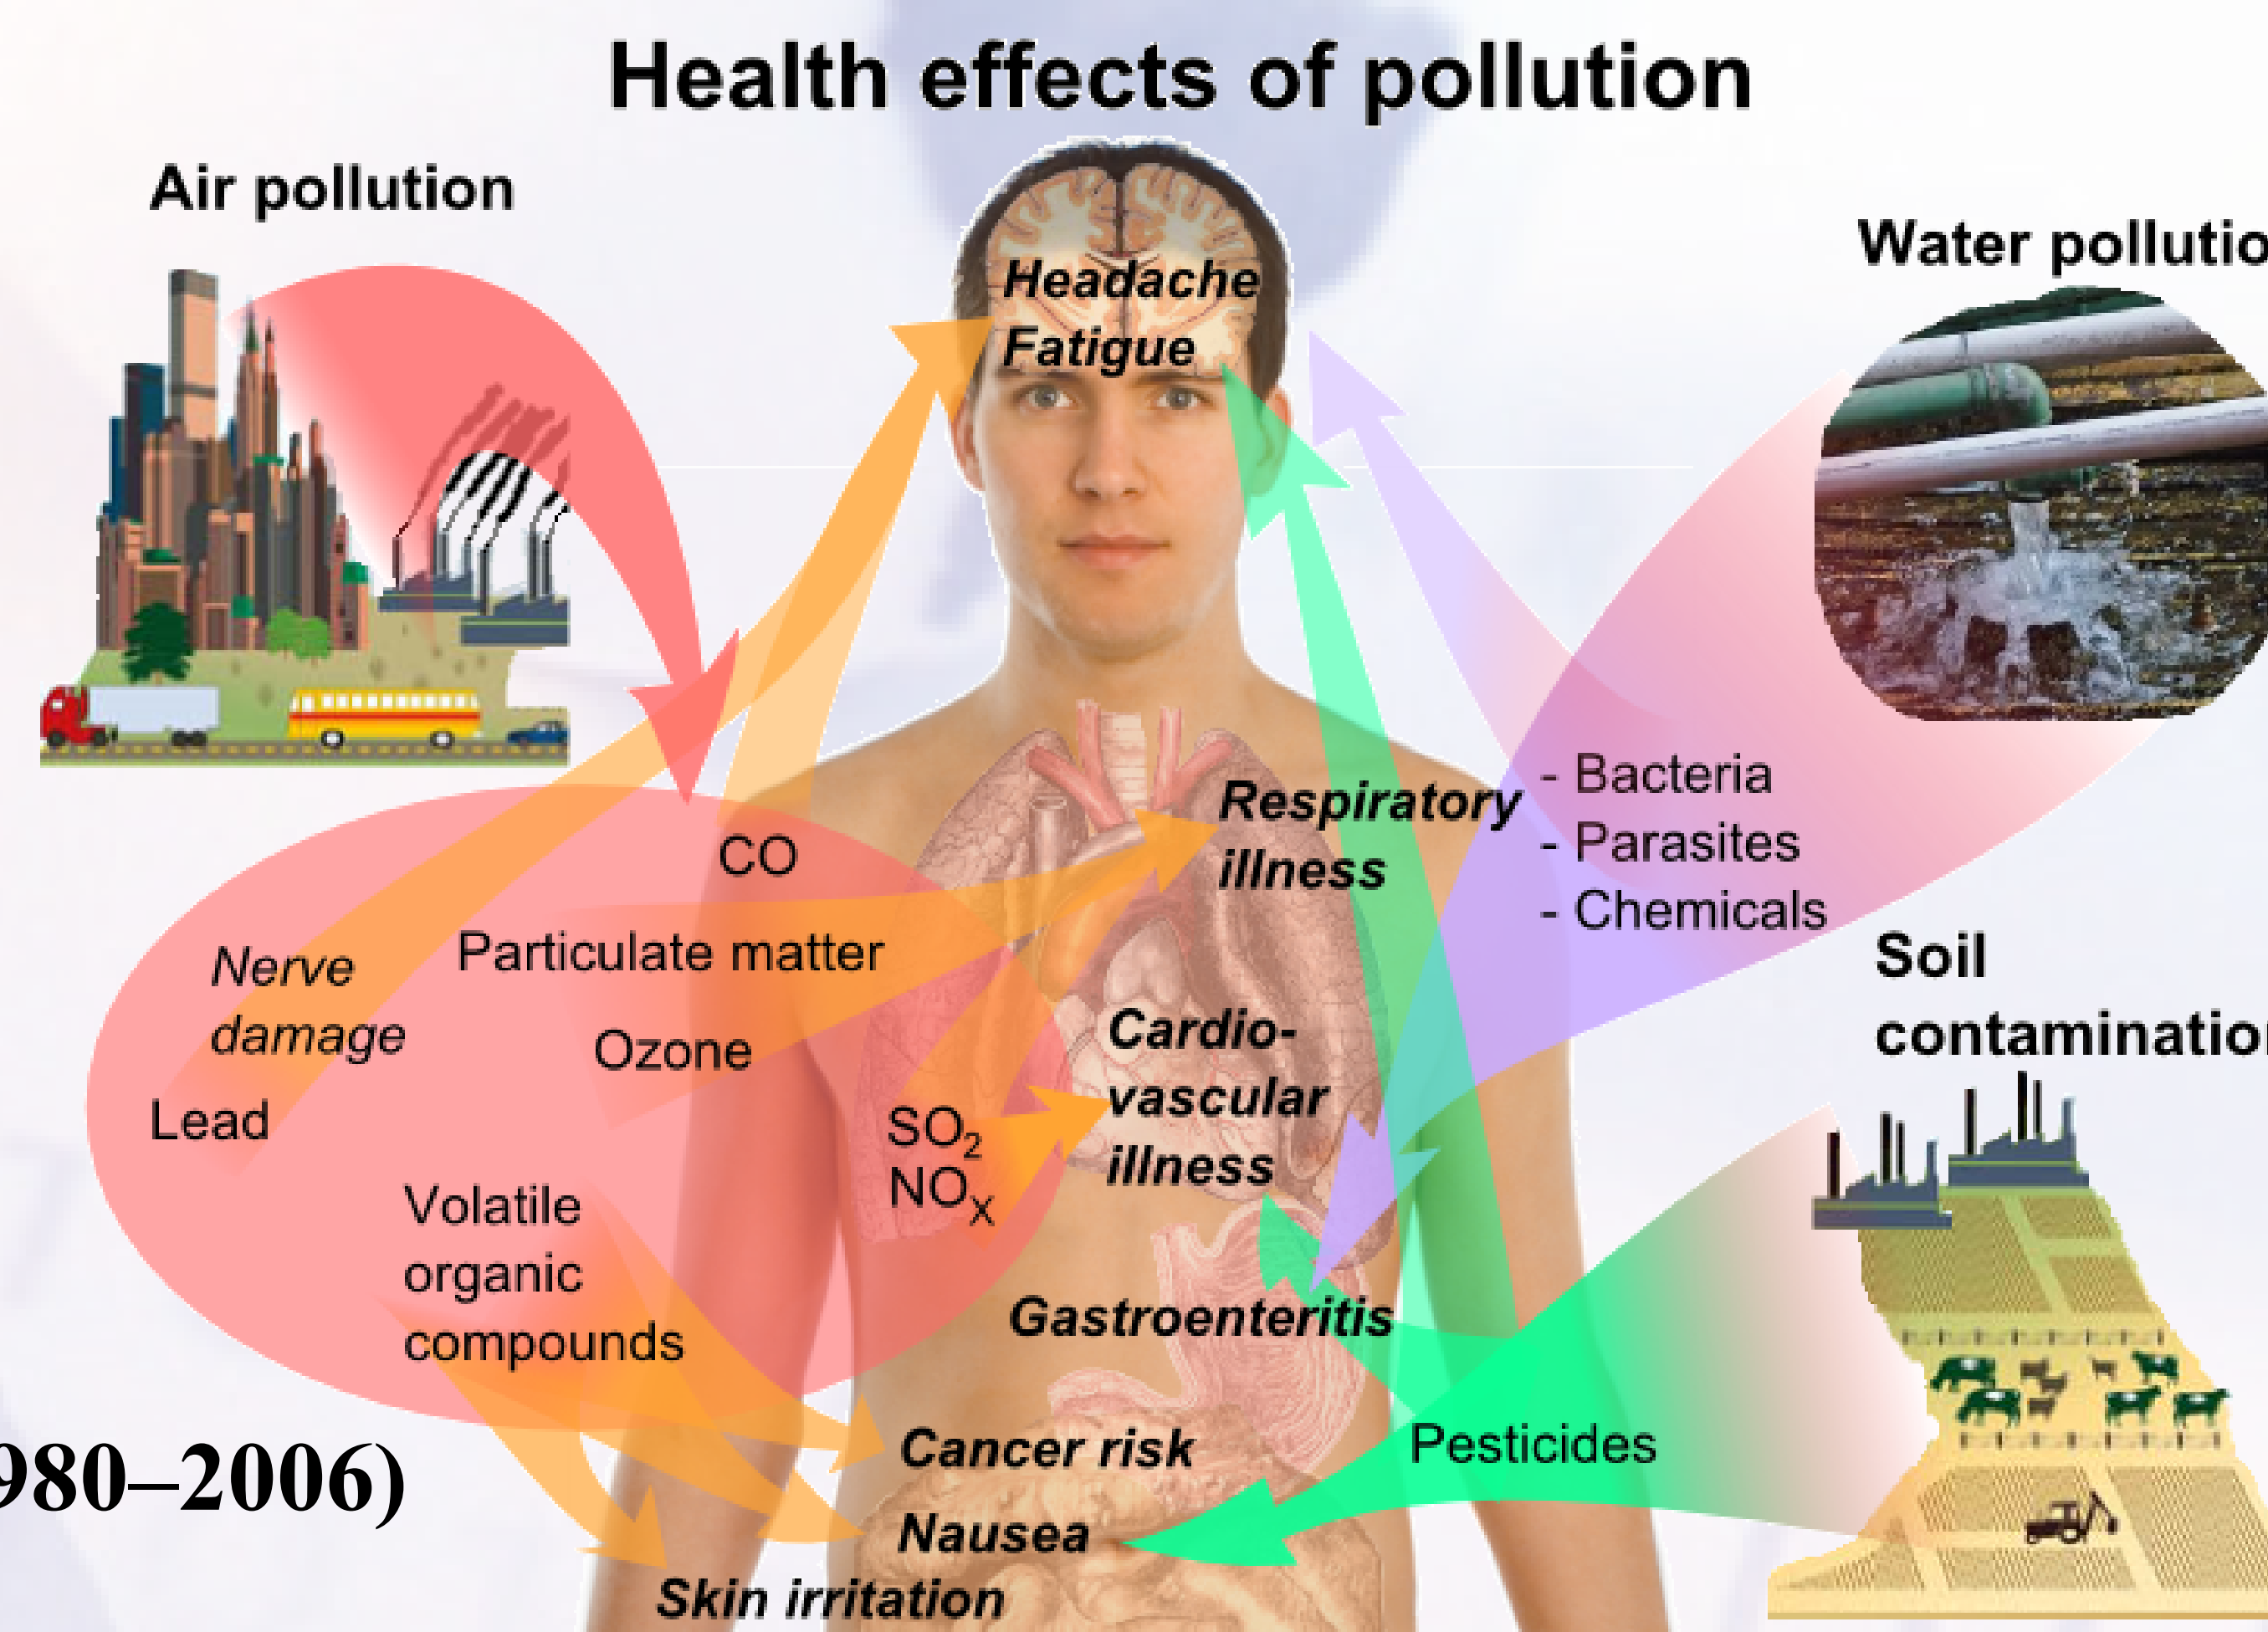 Health effects of pollution
Air pollution
Water pollutio
Headache
Fatigue
Respiratory
illness
- Bacteria
- Parasites
- Chemicals
CO
Particulate matter
Nerve
damage
Ozone
Lead
SO2
NOX
Volatile
organic
compounds
Cardio-
vascular
illness
Soil
contamination
Gastroenteritis
Pesticides
Cancer risk
Nausea
Skin irritation
980–2006)